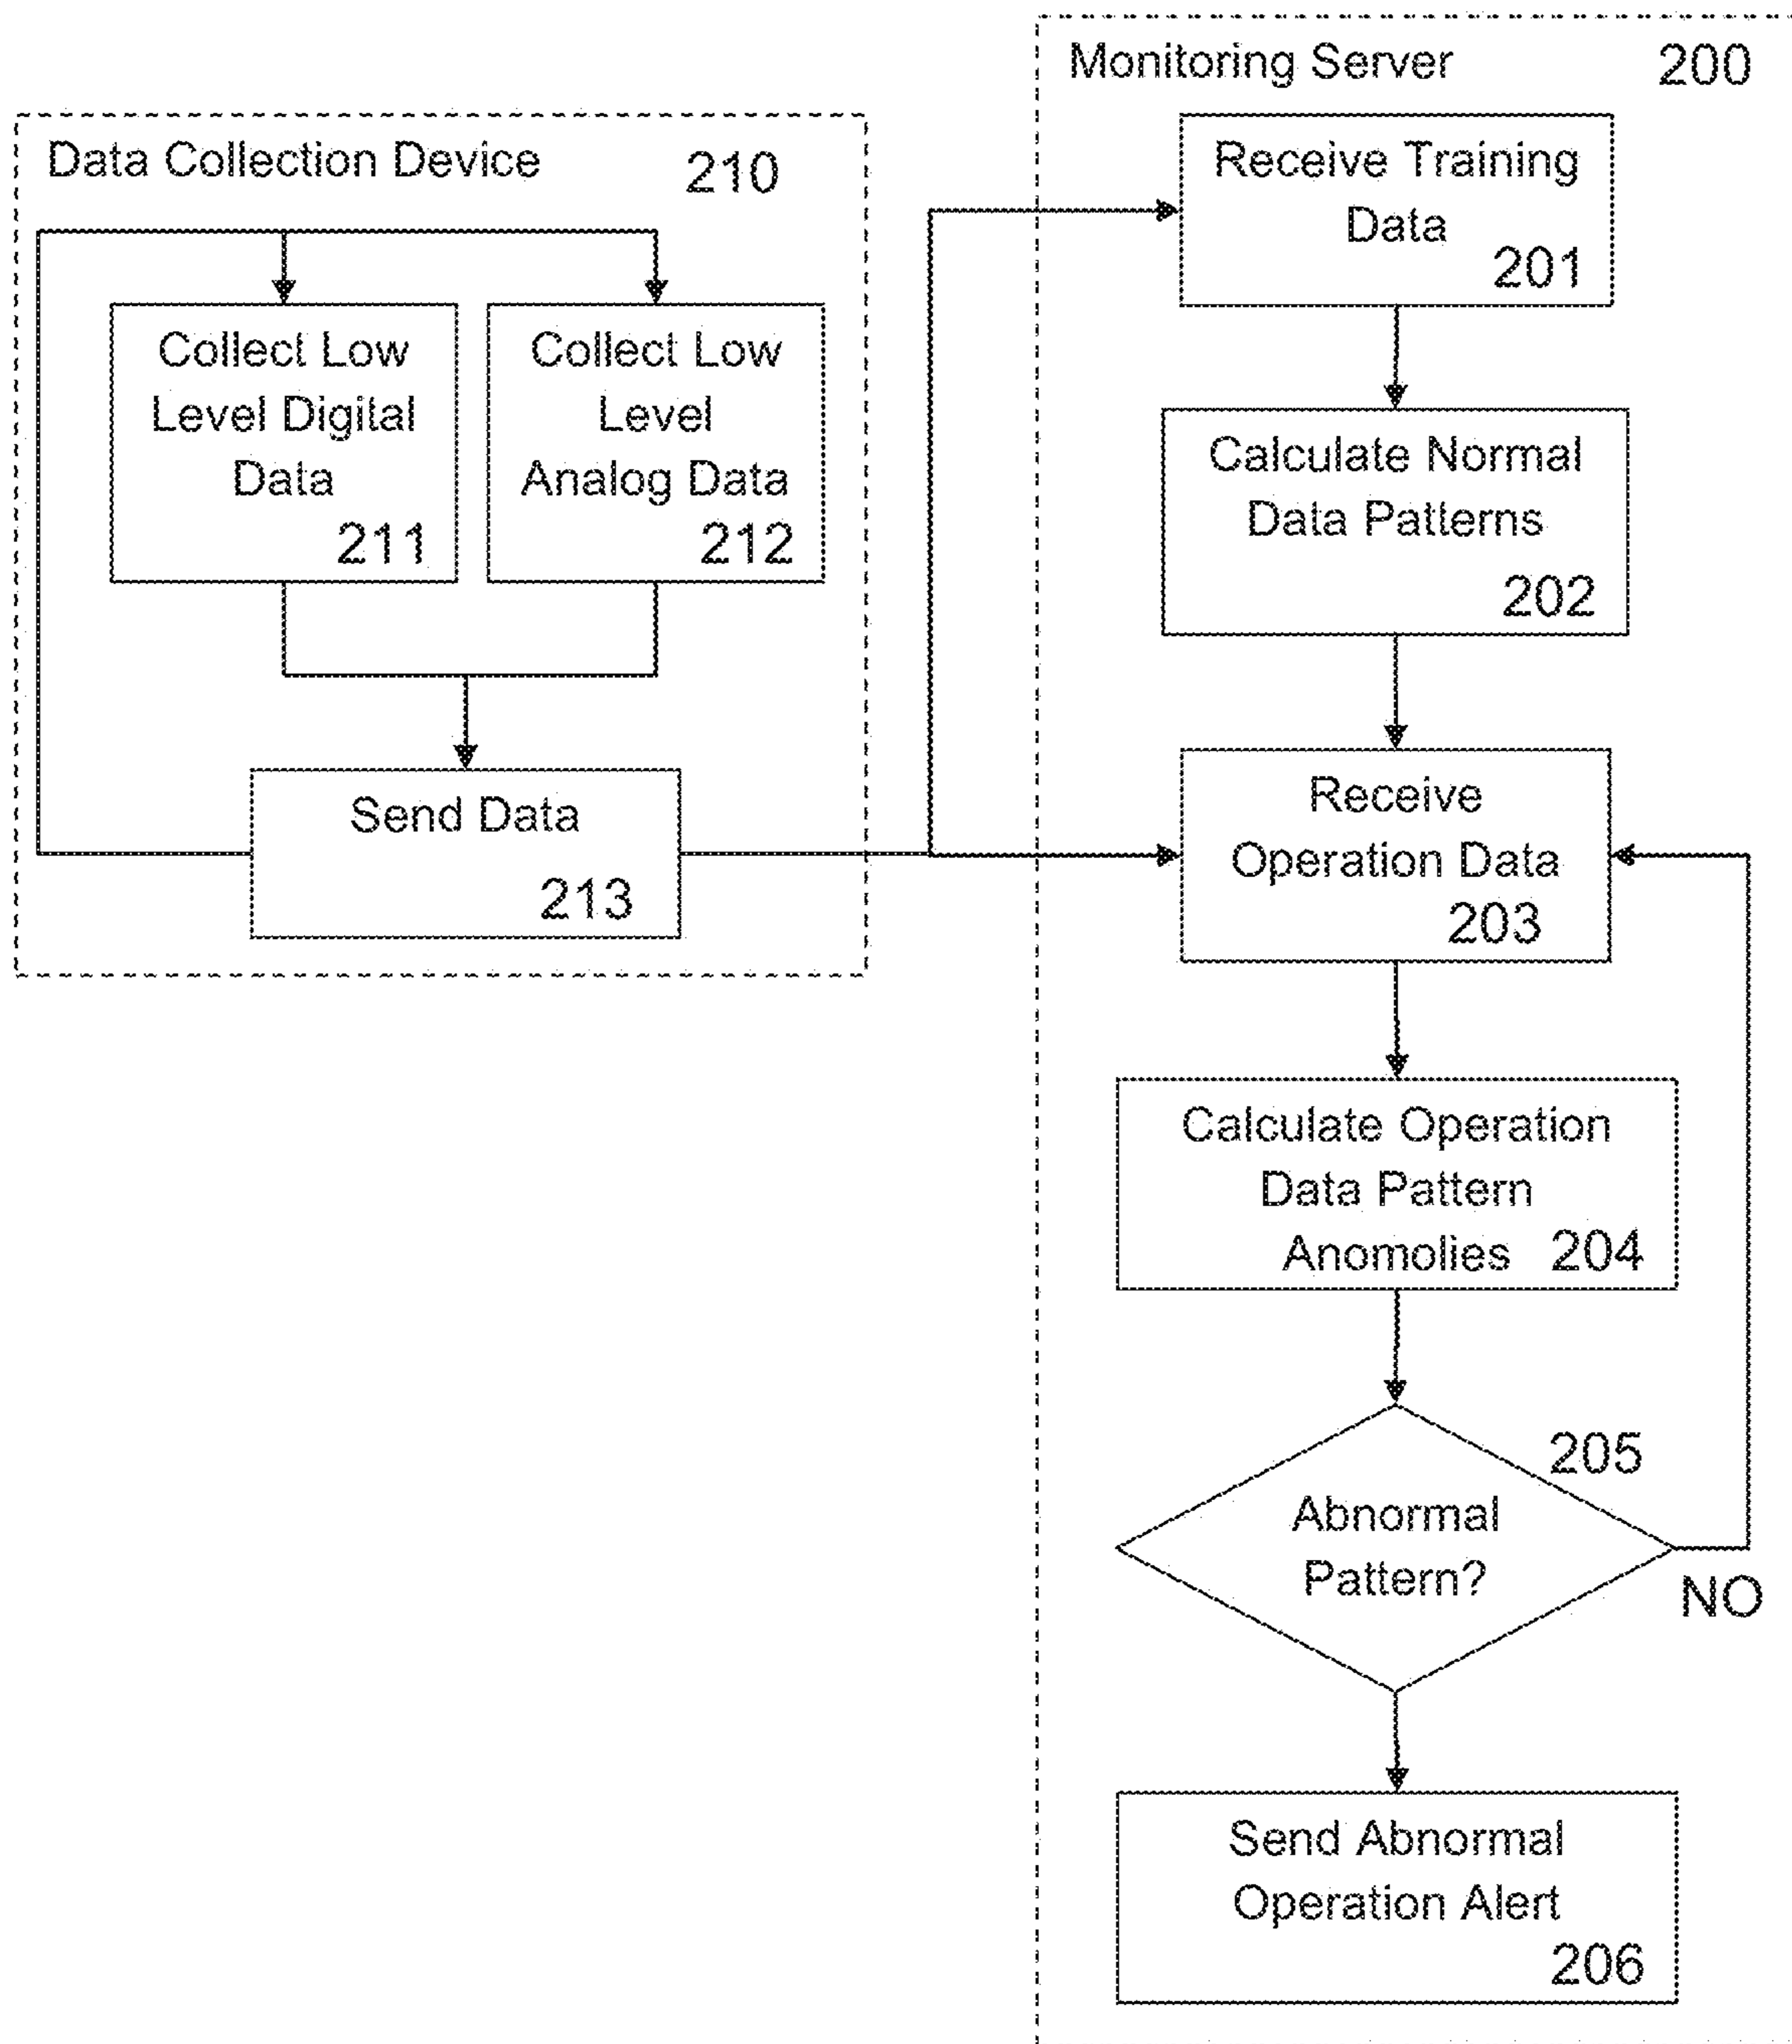 Monitoring Server 200
Data Collection Device 210
Collect Low
Level Digital
Data
211
Collect Low
Level
Analog Data
212
Send Data
213
Receive Training
Data
201
Calculate Normal
Data Patterns
202
Receive
Operation Data
203
Calculate Operation
Data Pattern
Anomolies 204
205
Abnormal
Pattern?
NO
Send Abnormal
Operation Alert
206